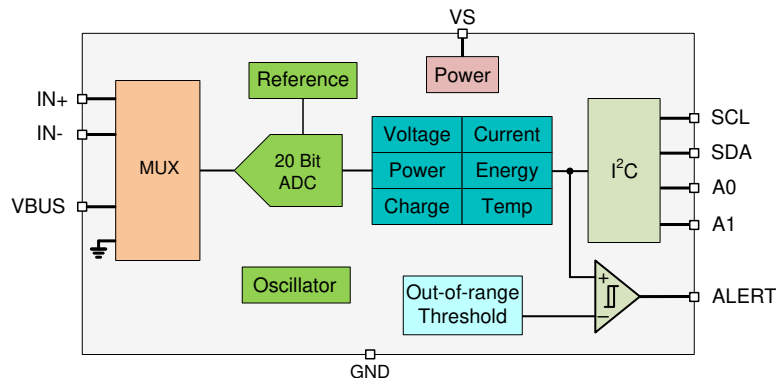 VS
Reference
Power
IN+
IN-
MUX
20 Bit
ADC
Voltage
Current
Power
Energy
Charge
Temp
I²C
SCL
SDA
A0
A1
VBUS
Oscillator
Out-of-range
Threshold
+
−
ALERT
GND